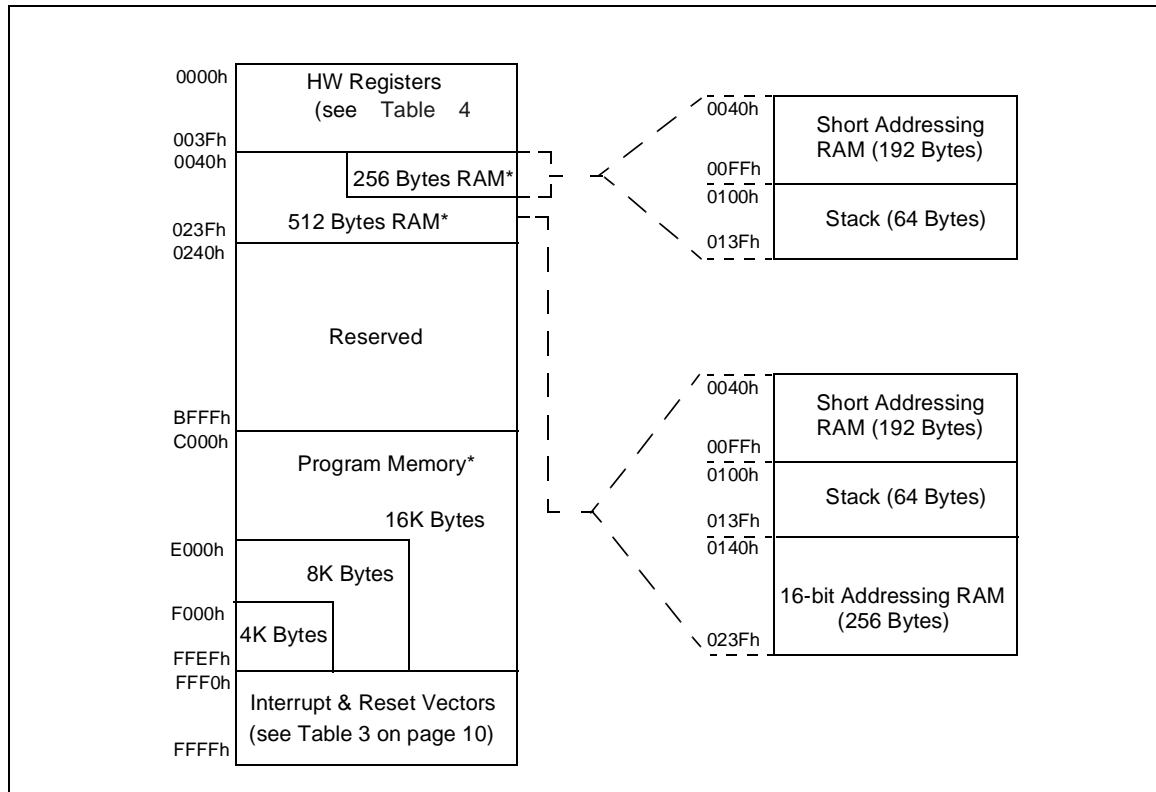 0000h
HW Registers
(see Table 4
003Fh
0040h
256 Bytes RAM*
512 Bytes RAM*
023Fh
0240h
Reserved
BFFFh
C000h
Program Memory*
16K Bytes
E000h
8K Bytes
F000h
4K Bytes
FFEFh
FFF0h
Interrupt & Reset Vectors
(see Table 3 on page 10)
FFFFh
0040h
Short Addressing
RAM (192 Bytes)
00FFh
0100h
Stack (64 Bytes)
013Fh
0040h
Short Addressing
RAM (192 Bytes)
00FFh
0100h
Stack (64 Bytes)
013Fh
0140h
16-bit Addressing RAM
(256 Bytes)
023Fh